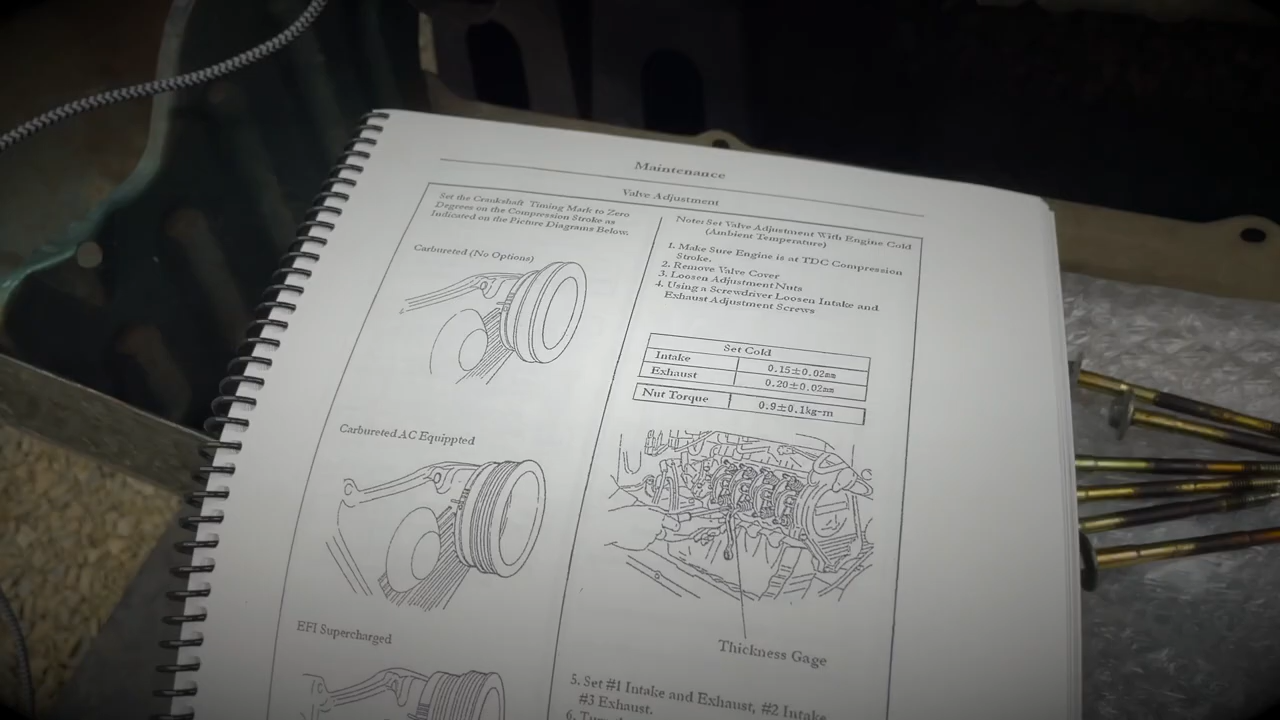 Maintenance
Valve Adjustment
Set the Crankshaft Timing Mark to Zero
Degrees on the Compression Stroke as
Indicated on the Picture Diagrams Below.
Carbureted (No Options)
Carbureted AC Equippted
EFI Supercharged
Note: Set Valve Adjustment With Engine Cold
(Ambient Temperature)
1. Make Sure Engine is at TDC Compression
Stroke.
2. Remove Valve Cover
3. Loosen Adjustment Nuts
4. Using a Screwdriver Loosen Intake and
Exhaust Adjustment Screws
Set Cold
Intake 0.15±0.02mm
Exhaust 0.20±0.02mm
Nut Torque 0.9±0.1kg-m
Thickness Gage
5. Set #1 Intake and Exhaust, #2 Intake
#3 Exhaust.
6.